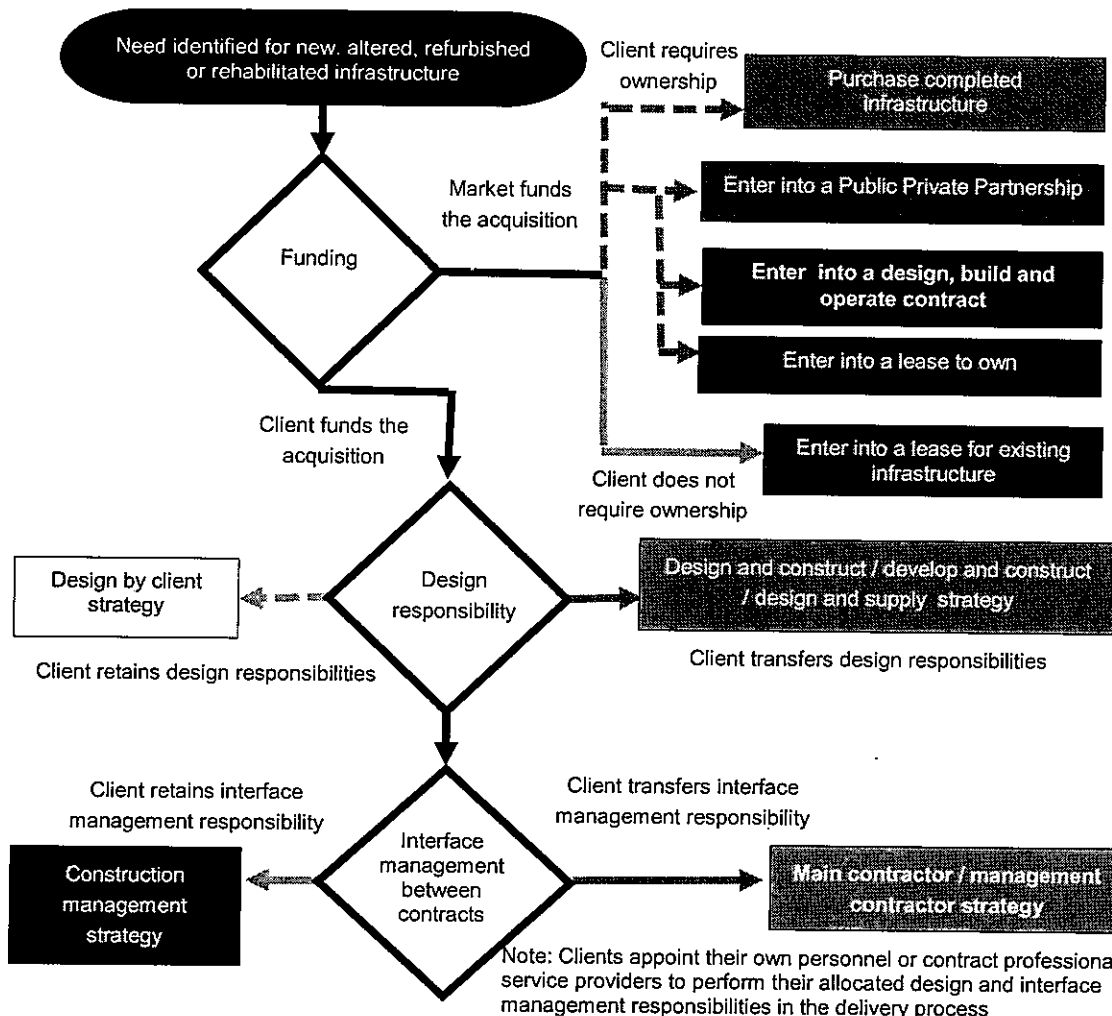 Need identified for new, altered, refurbished
or rehabilitated infrastructure
Client requires
ownership
Purchase completed
infrastructure
Market funds
the acquisition
Enter into a Public Private Partnership
Funding
Enter into a design, build and
operate contract
Enter into a lease to own
Client funds the
acquisition
Enter into a lease for existing
infrastructure
Client does not
require ownership
Design by client
strategy
Design
responsibility
Design and construct / develop and construct
/ design and supply strategy
Client retains design responsibilities
Client transfers design responsibilities
Client retains interface
management responsibility
Client transfers interface
management responsibility
Construction
management
strategy
Interface
management
between
contracts
Main contractor / management
contractor strategy
Note: Clients appoint their own personnel or contract professiona
service providers to perform their allocated design and interface
management responsibilities in the delivery process